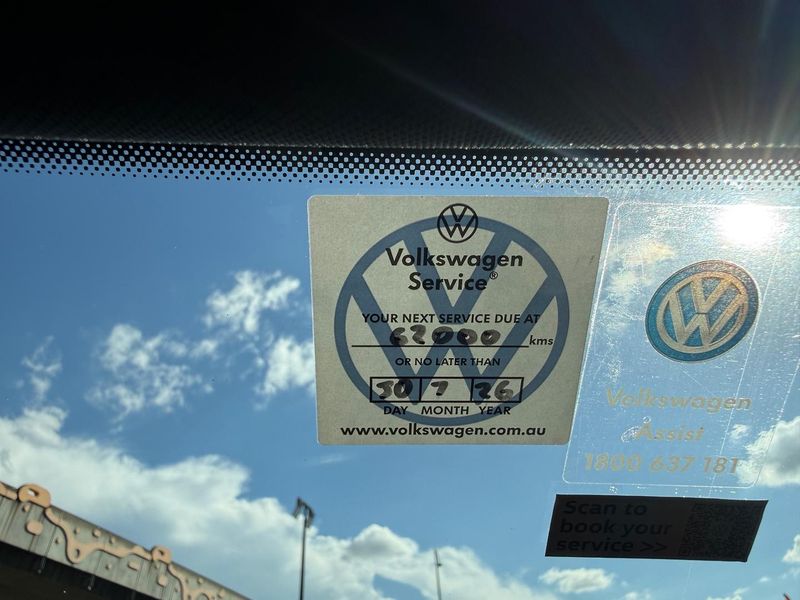 Volkswagen
Service®
YOUR NEXT SERVICE DUE AT
62000 kms
OR NO LATER THAN
30 7 26
DAY MONTH YEAR
www.volkswagen.com.au
Volkswagen
Assist
1800 637 181
Scan to
book your
service >>